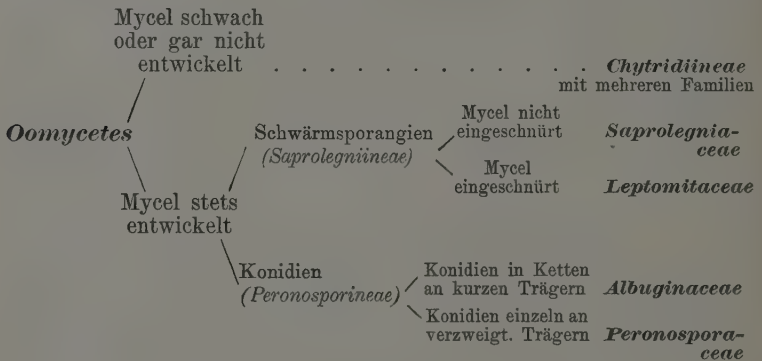 Mycel schwach
oder gar nicht
entwickelt . . . . . . . . . . . . Chytridiineae
mit mehreren Familien
Oomycetes
Schwärmsporangien
(Saprolegniineae)
Mycel nicht
eingeschnürt
Saprolegnia-
ceae
Mycel
eingeschnürt
Leptomitaceae
Mycel stets
entwickelt
Konidien
(Peronosporineae)
Konidien in Ketten
an kurzen Trägern
Albuginaceae
Konidien einzeln an
verzweigt. Trägern
Peronospora-
ceae